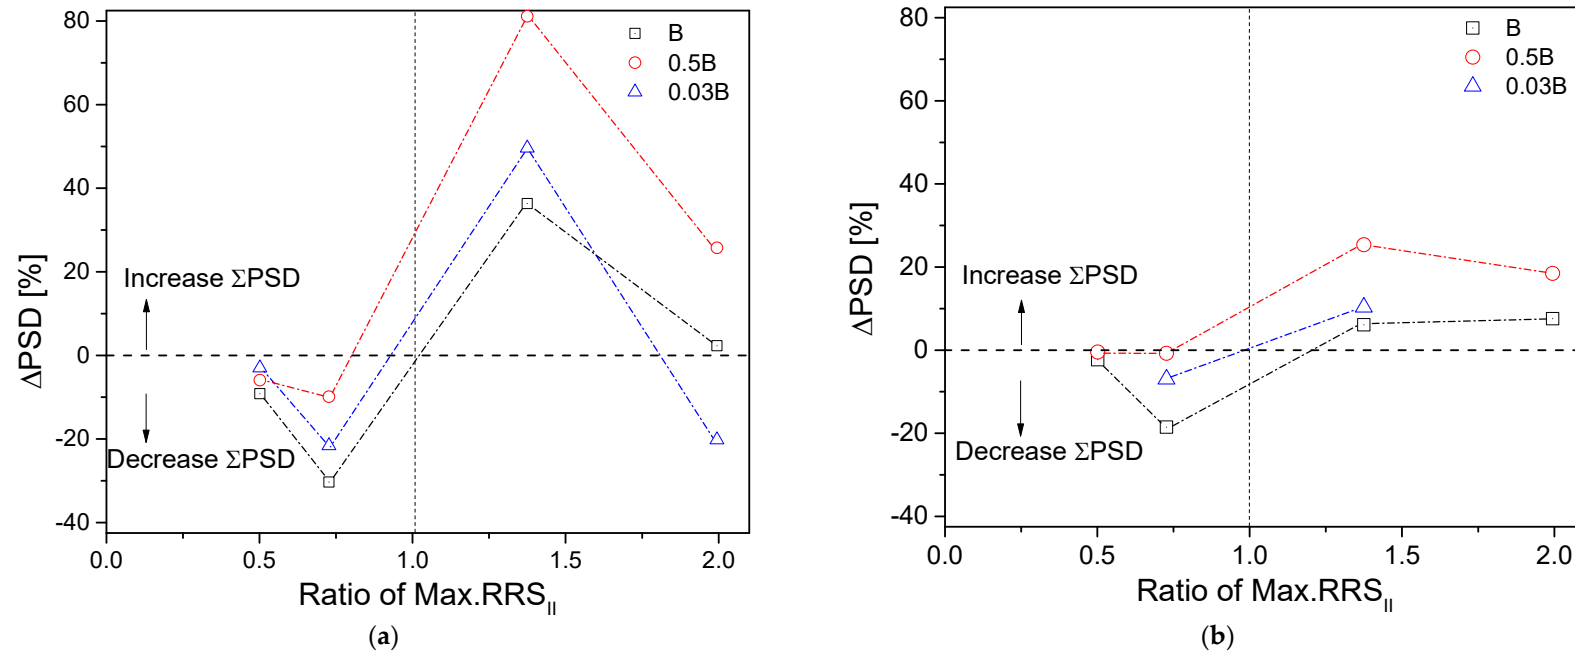 80
60
40
20
0
-20
-40
ΔPSD [%]
B
0.5B
0.03B
Increase ΣPSD
Decrease ΣPSD
0.0 0.5 1.0 1.5 2.0
Ratio of Max.RRS_II
(a)
80
60
40
20
0
-20
-40
ΔPSD [%]
B
0.5B
0.03B
Increase ΣPSD
Decrease ΣPSD
0.0 0.5 1.0 1.5 2.0
Ratio of Max.RRS_II
(b)